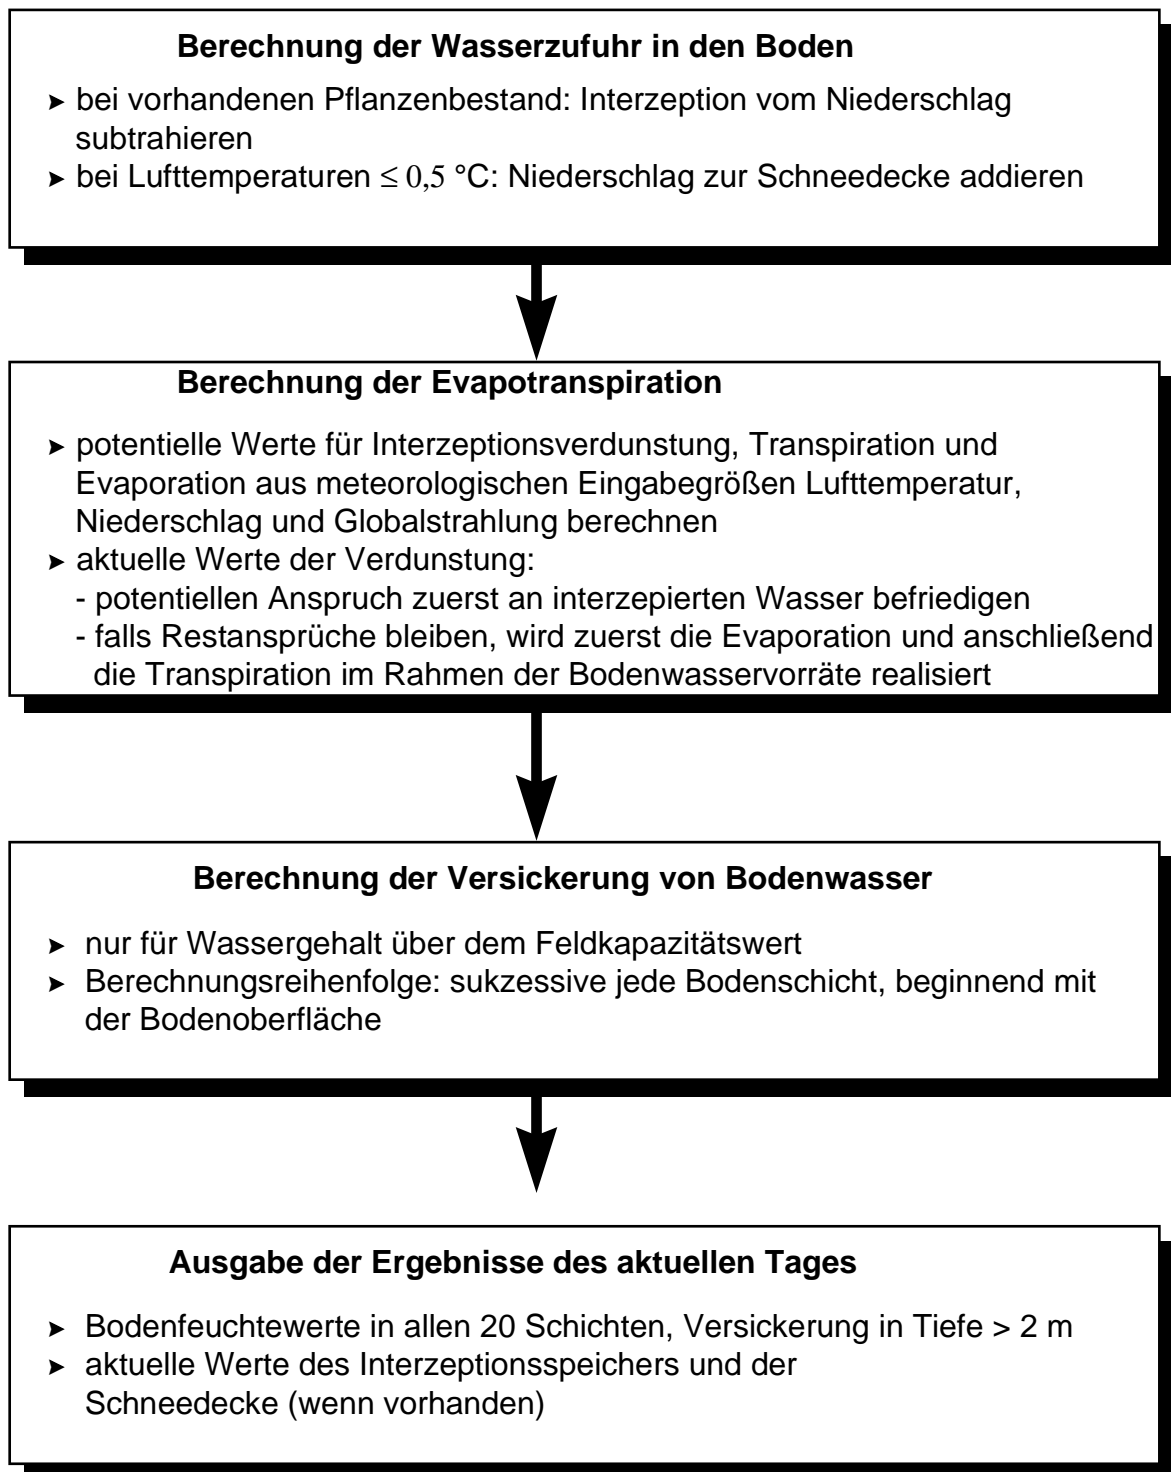 Berechnung der Wasserzufuhr in den Boden
➤ bei vorhandenen Pflanzenbestand: Interzeption vom Niederschlag
subtrahieren
➤ bei Lufttemperaturen ≤ 0,5 °C: Niederschlag zur Schneedecke addieren
Berechnung der Evapotranspiration
➤ potentielle Werte für Interzeptionsverdunstung, Transpiration und
Evaporation aus meteorologischen Eingabegrößen Lufttemperatur,
Niederschlag und Globalstrahlung berechnen
➤ aktuelle Werte der Verdunstung:
- potentiellen Anspruch zuerst an interzepierten Wasser befriedigen
- falls Restansprüche bleiben, wird zuerst die Evaporation und anschließend
die Transpiration im Rahmen der Bodenwasservorräte realisiert
Berechnung der Versickerung von Bodenwasser
➤ nur für Wassergehalt über dem Feldkapazitätswert
➤ Berechnungsreihenfolge: sukzessive jede Bodenschicht, beginnend mit
der Bodenoberfläche
Ausgabe der Ergebnisse des aktuellen Tages
➤ Bodenfeuchtewerte in allen 20 Schichten, Versickerung in Tiefe > 2 m
➤ aktuelle Werte des Interzeptionsspeichers und der
Schneedecke (wenn vorhanden)